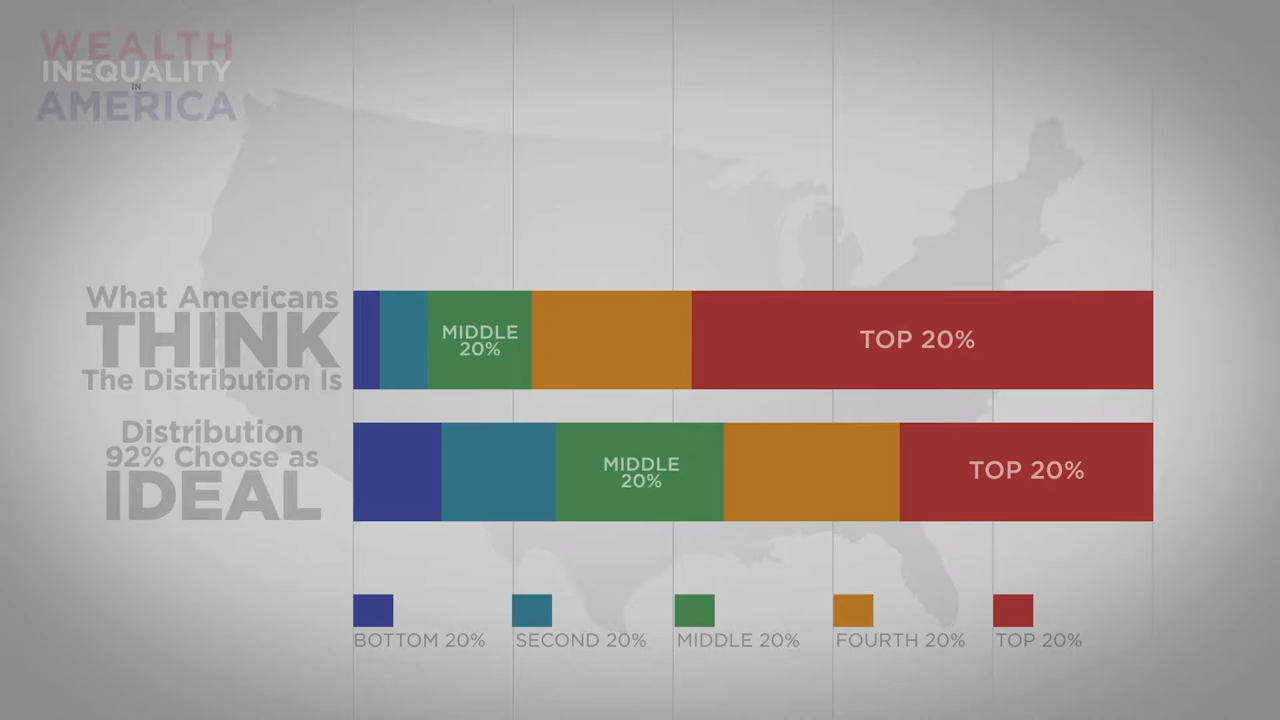 WEALTH
INEQUALITY
IN
AMERICA
What Americans
THINK
The Distribution Is
MIDDLE
20%
TOP 20%
Distribution
92% Choose as
IDEAL
MIDDLE
20%
TOP 20%
BOTTOM 20%
SECOND 20%
MIDDLE 20%
FOURTH 20%
TOP 20%